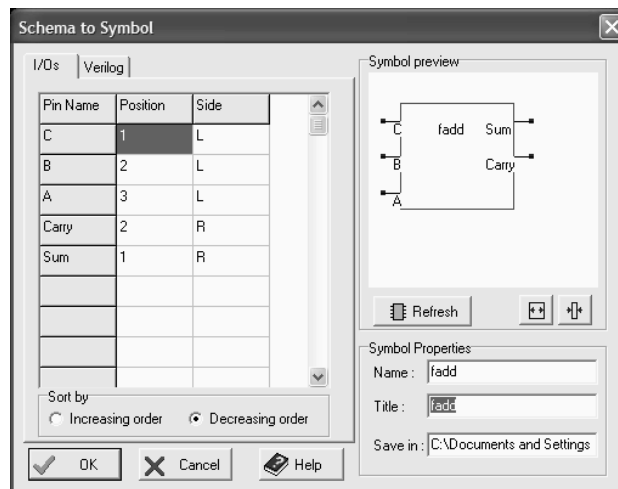 Schema to Symbol
I/Os Verilog
Pin Name Position Side
C 1 L
B 2 L
A 3 L
Carry 2 R
Sum 1 R
Sort by
Increasing order Decreasing order
OK Cancel Help
Symbol preview
C fadd Sum
B Carry
A
Refresh
Symbol Properties
Name : fadd
Title : fadd
Save in : C:\Documents and Settings